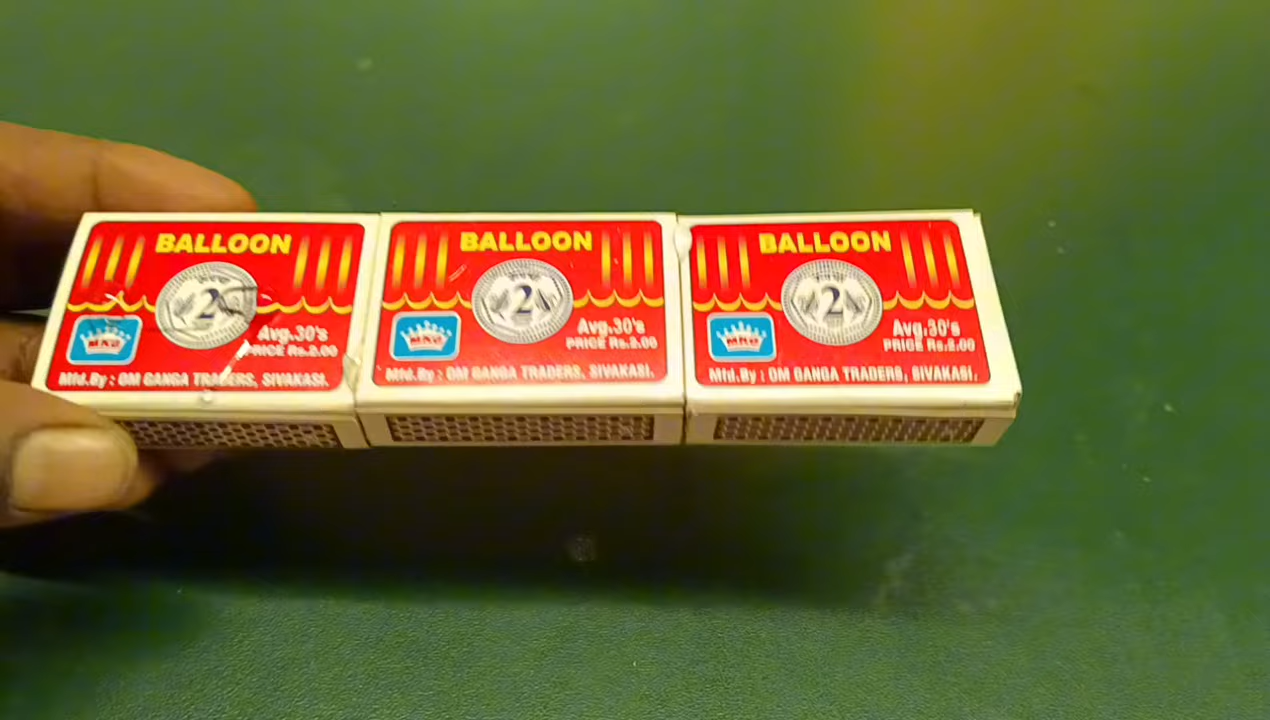 BALLOON
2
Avg.30's
PRICE Rs.2.00
Mfd.By : OM GANGA TRADERS, SIVAKASI.
BALLOON
2
Avg.30's
PRICE Rs.2.00
Mfd.By : OM GANGA TRADERS, SIVAKASI.
BALLOON
2
Avg.30's
PRICE Rs.2.00
Mfd.By : OM GANGA TRADERS, SIVAKASI.